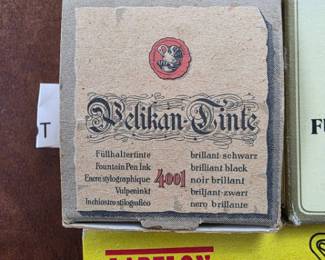 T
Pelikan-Tinte
Füllhaltertinte brillant-schwarz
Fountain Pen Ink brilliant black
Encre stylographique 4001 noir brillant
Vulpeninkt briljant-zwart
Inchiostro stilografico nero brillante
FU